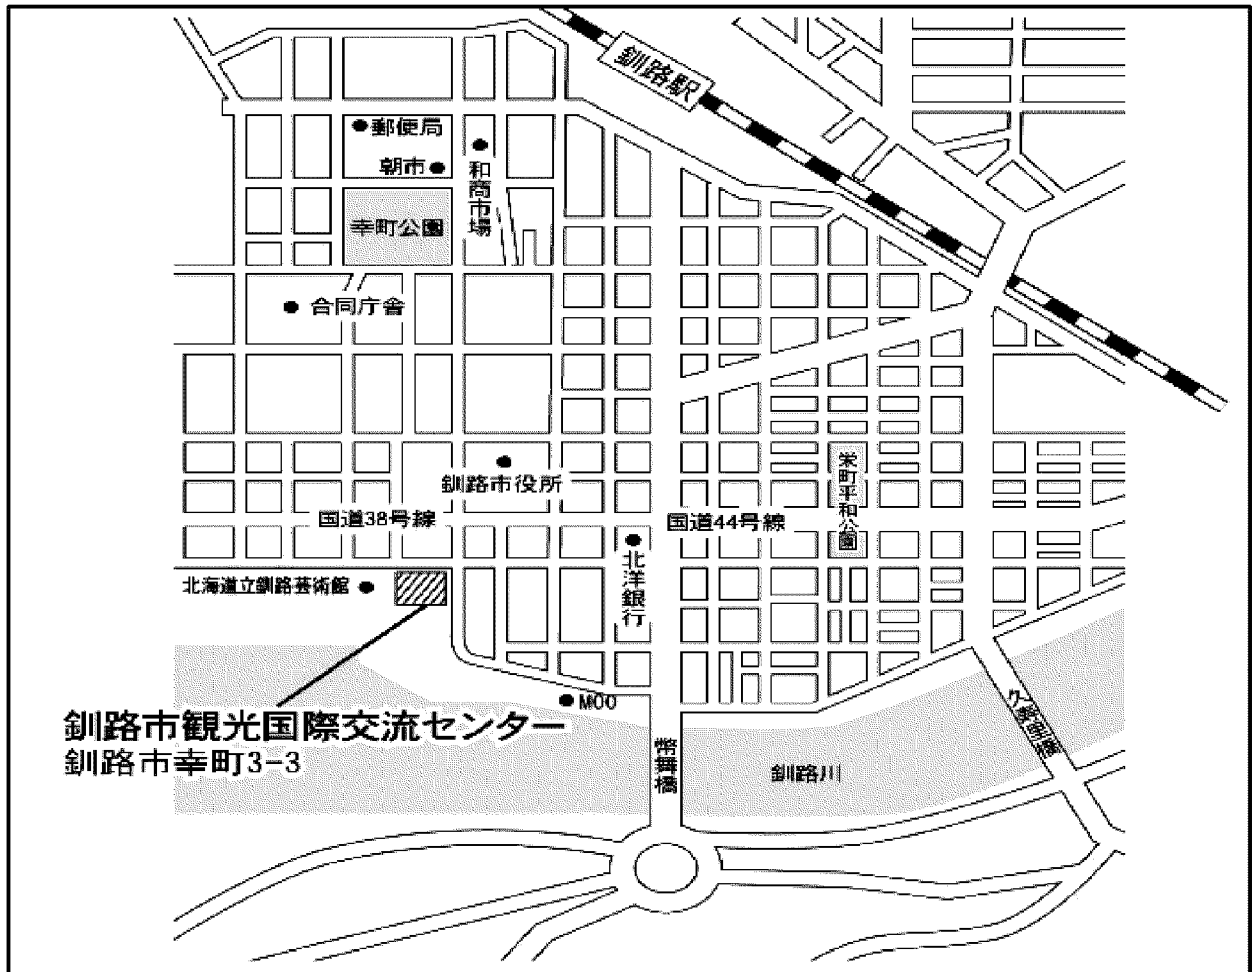 釧路駅
郵便局
朝市
和商市場
幸町公園
合同庁舎
釧路市役所
栄町平和公園
国道38号線
国道44号線
北洋銀行
北海道立釧路芸術館
MOO
釧路市観光国際交流センター
釧路市幸町3-3
幣舞橋
久寿里橋
釧路川